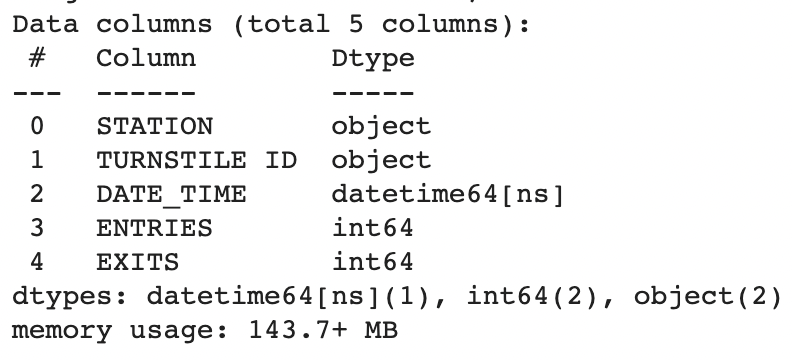 Data columns (total 5 columns):
 #   Column        Dtype
---  ------        -----
 0   STATION       object
 1   TURNSTILE ID  object
 2   DATE_TIME     datetime64[ns]
 3   ENTRIES       int64
 4   EXITS         int64
dtypes: datetime64[ns](1), int64(2), object(2)
memory usage: 143.7+ MB